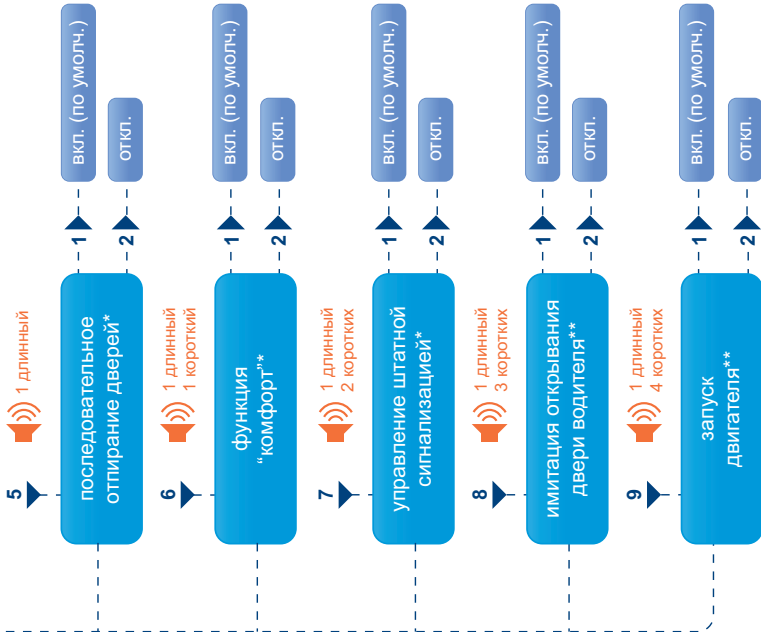 5
1 длинный
последовательное
отпирание дверей*
1
вкл. (по умолч.)
2
откл.
6
1 длинный
1 короткий
функция
“комфорт”*
1
вкл. (по умолч.)
2
откл.
7
1 длинный
2 коротких
управление штатной
сигнализацией*
1
вкл. (по умолч.)
2
откл.
8
1 длинный
3 коротких
имитация открывания
двери водителя**
1
вкл. (по умолч.)
2
откл.
9
1 длинный
4 коротких
запуск
двигателя**
1
вкл. (по умолч.)
2
откл.